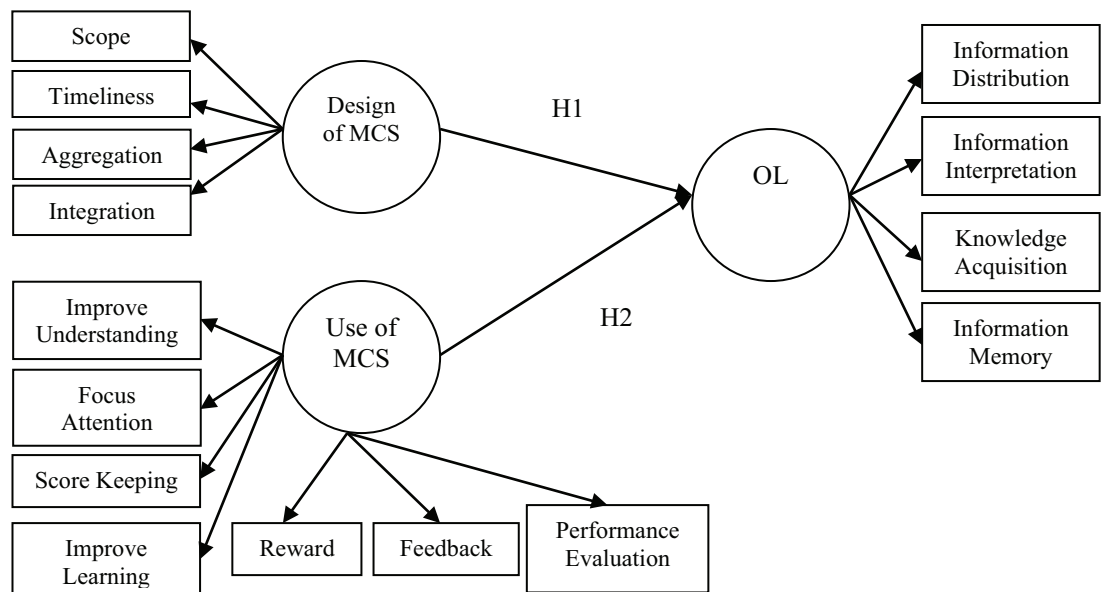 Scope
Timeliness
Aggregation
Integration
Design
of MCS
H1
OL
Information
Distribution
Information
Interpretation
Knowledge
Acquisition
Information
Memory
Improve
Understanding
Focus
Attention
Score Keeping
Improve
Learning
Use of
MCS
H2
Reward
Feedback
Performance
Evaluation